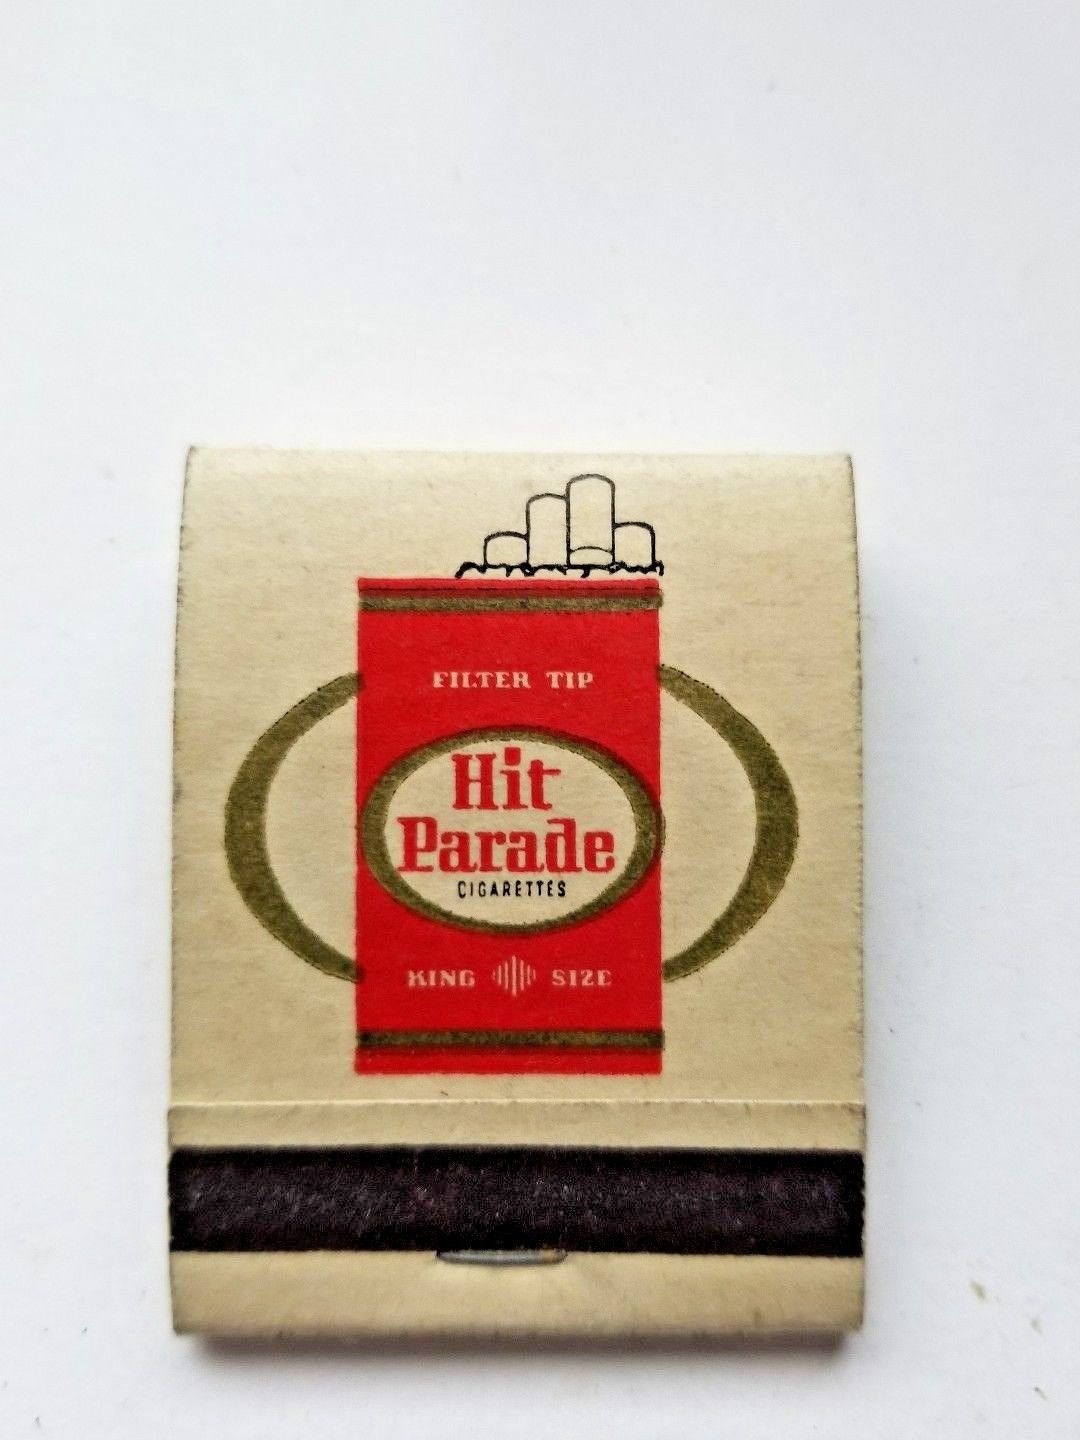 FILTER TIP
Hit
Parade
CIGARETTES
KING SIZE